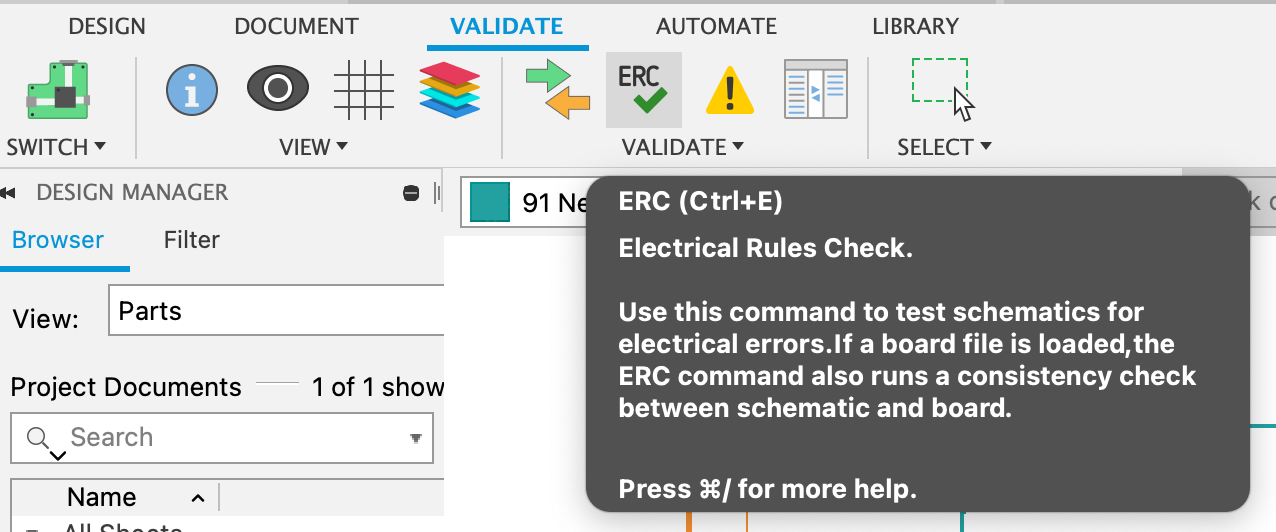 DESIGN DOCUMENT VALIDATE AUTOMATE LIBRARY
ERC
SWITCH VIEW VALIDATE SELECT
DESIGN MANAGER
91
Browser Filter
View: Parts
Project Documents 1 of 1 show
Search
Name
All Sheets
ERC (Ctrl+E)
Electrical Rules Check.
Use this command to test schematics for
electrical errors.If a board file is loaded,the
ERC command also runs a consistency check
between schematic and board.
Press ⌘/ for more help.